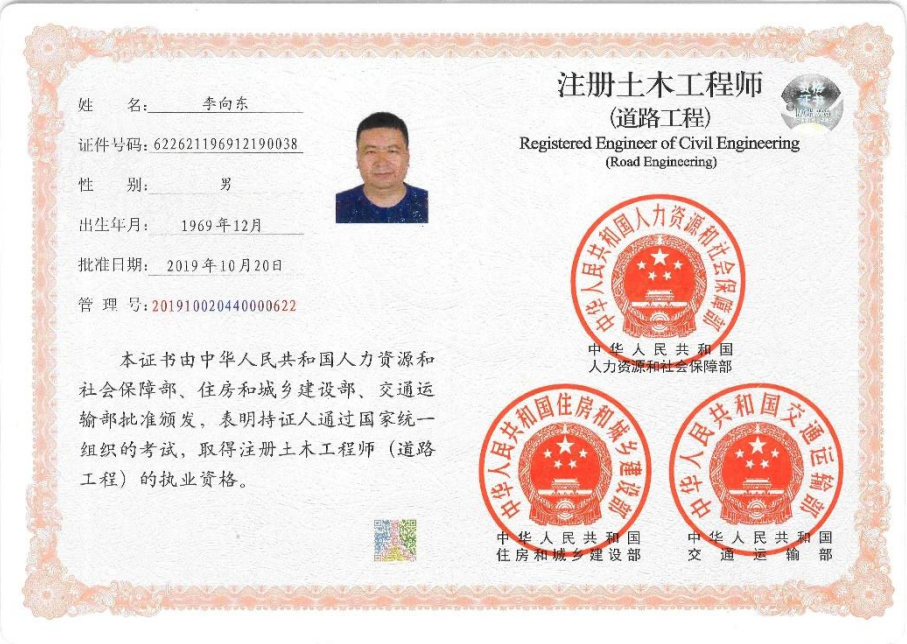 姓 名: 李向东
证件号码: 622621196912190038
性 别: 男
出生年月: 1969年12月
批准日期: 2019年10月20日
管 理 号: 201910020440000622
本证书由中华人民共和国人力资源和
社会保障部、住房和城乡建设部、交通运
输部批准颁发，表明持证人通过国家统一
组织的考试，取得注册土木工程师（道路
工程）的执业资格。
注册土木工程师
(道路工程)
Registered Engineer of Civil Engineering
(Road Engineering)
中华人民共和国人力资源和社会保障部
中华人民共和国
人力资源和社会保障部
中华人民共和国住房和城乡建设部
中华人民共和国
住房和城乡建设部
中华人民共和国交通运输部
中华人民共和国
交通运输部